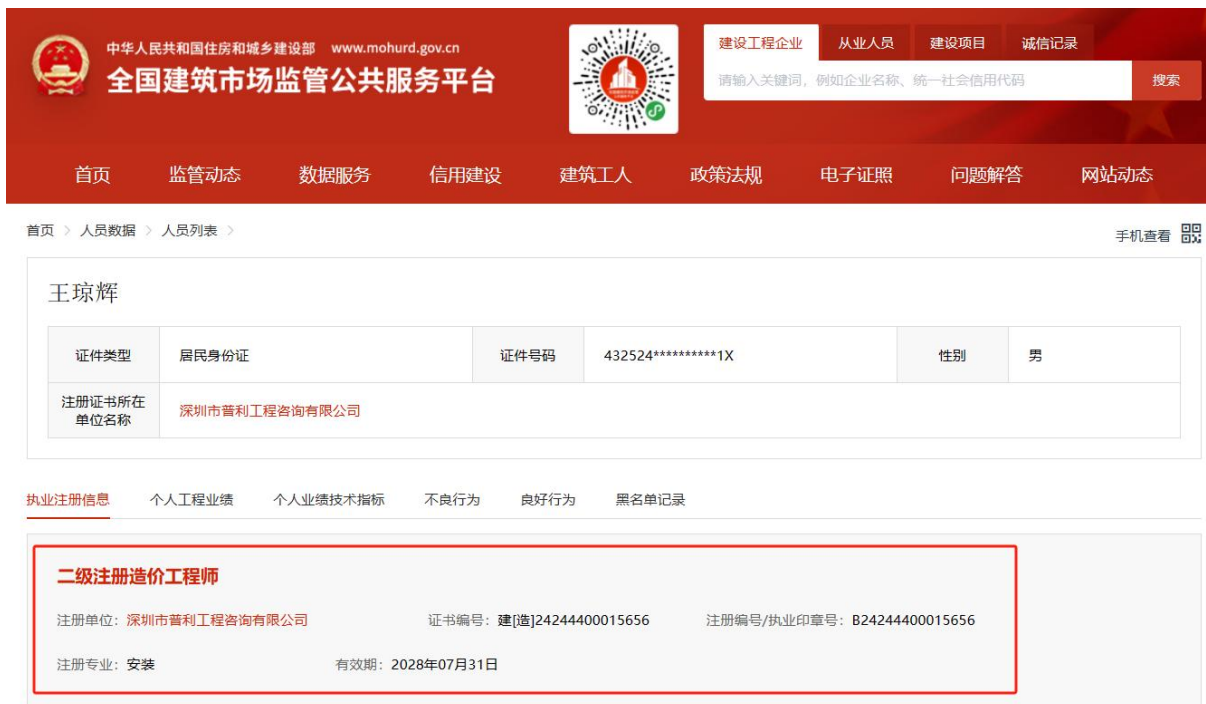 中华人民共和国住房和城乡建设部 www.mohurd.gov.cn
全国建筑市场监管公共服务平台
建设工程企业 从业人员 建设项目 诚信记录
请输入关键词，例如企业名称、统一社会信用代码 搜索
首页 监管动态 数据服务 信用建设 建筑工人 政策法规 电子证照 问题解答 网站动态
首页 > 人员数据 > 人员列表 >
手机查看
王琼辉
证件类型 居民身份证 证件号码 432524**********1X 性别 男
注册证书所在
单位名称
深圳市普利工程咨询有限公司
执业注册信息 个人工程业绩 个人业绩技术指标 不良行为 良好行为 黑名单记录
二级注册造价工程师
注册单位：深圳市普利工程咨询有限公司 证书编号：建[造]24244400015656 注册编号/执业印章号：B24244400015656
注册专业：安装 有效期：2028年07月31日